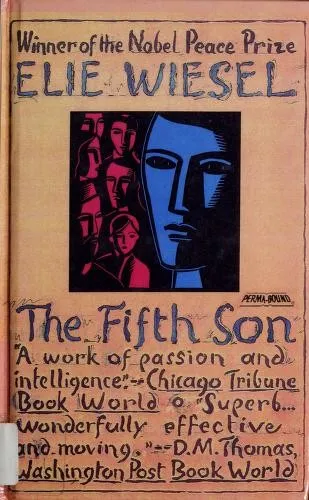 Winner of the Nobel Peace Prize
ELIE WIESEL
PERMA-BOUND
The Fifth Son
"A work of passion and
intelligence."--Chicago Tribune
Book World o "Superb...
wonderfully effective
and moving."--D.M. Thomas,
Washington Post Book World